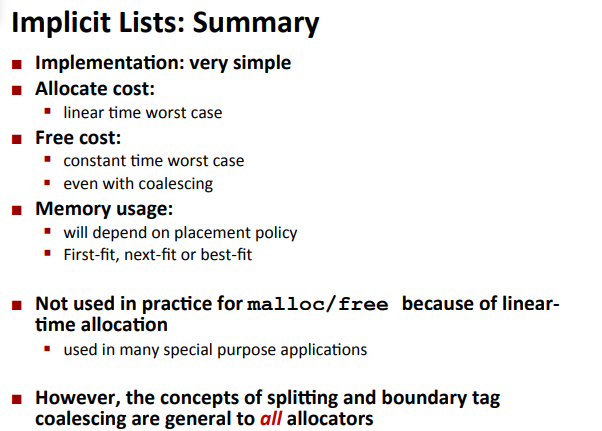 Implicit Lists: Summary
Implementation: very simple
Allocate cost:
linear time worst case
Free cost:
constant time worst case
even with coalescing
Memory usage:
will depend on placement policy
First-fit, next-fit or best-fit
Not used in practice for malloc/free because of linear-
time allocation
used in many special purpose applications
However, the concepts of splitting and boundary tag
coalescing are general to all allocators